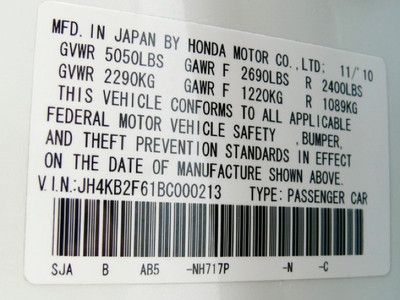 MFD. IN JAPAN BY HONDA MOTOR CO.,LTD: 11/'10
GVWR 5050LBS GAWR F 2690LBS R 2400LBS
GVWR 2290KG GAWR F 1220KG R 1089KG
THIS VEHICLE CONFORMS TO ALL APPLICABLE
FEDERAL MOTOR VEHICLE SAFETY ,BUMPER,
AND THEFT PREVENTION STANDARDS IN EFFECT
ON THE DATE OF MANUFACTURE SHOWN ABOVE.
V.I.N:JH4KB2F61BC000213 TYPE: PASSENGER CAR
SJA B AB5 -NH717P -N -C